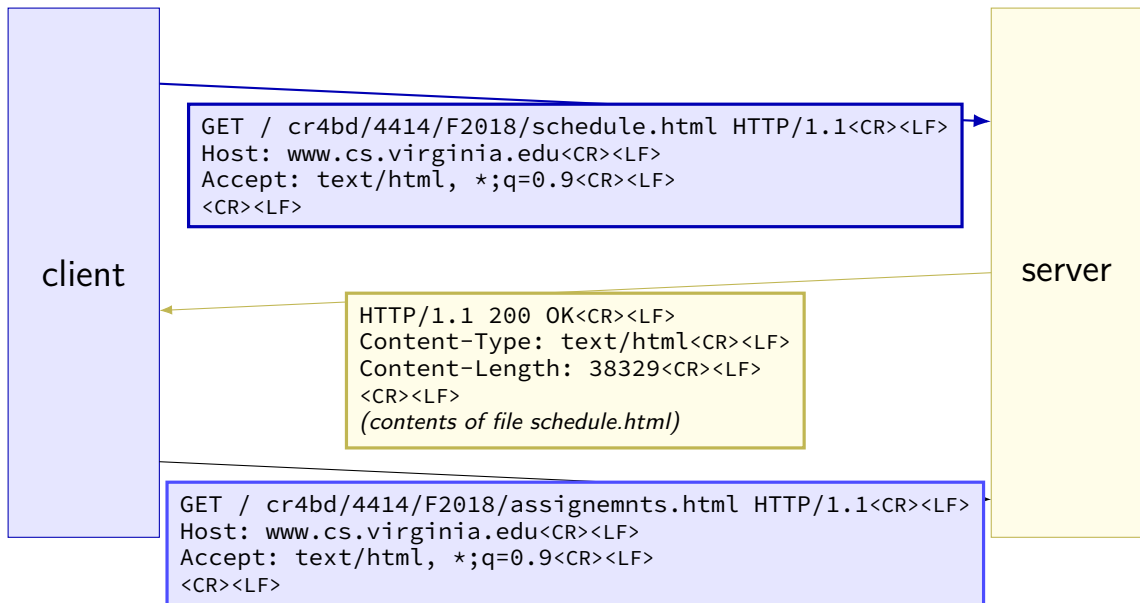 client
GET / cr4bd/4414/F2018/schedule.html HTTP/1.1<CR><LF>
Host: www.cs.virginia.edu<CR><LF>
Accept: text/html, *;q=0.9<CR><LF>
<CR><LF>
server
HTTP/1.1 200 OK<CR><LF>
Content-Type: text/html<CR><LF>
Content-Length: 38329<CR><LF>
<CR><LF>
(contents of file schedule.html)
GET / cr4bd/4414/F2018/assignemnts.html HTTP/1.1<CR><LF>
Host: www.cs.virginia.edu<CR><LF>
Accept: text/html, *;q=0.9<CR><LF>
<CR><LF>